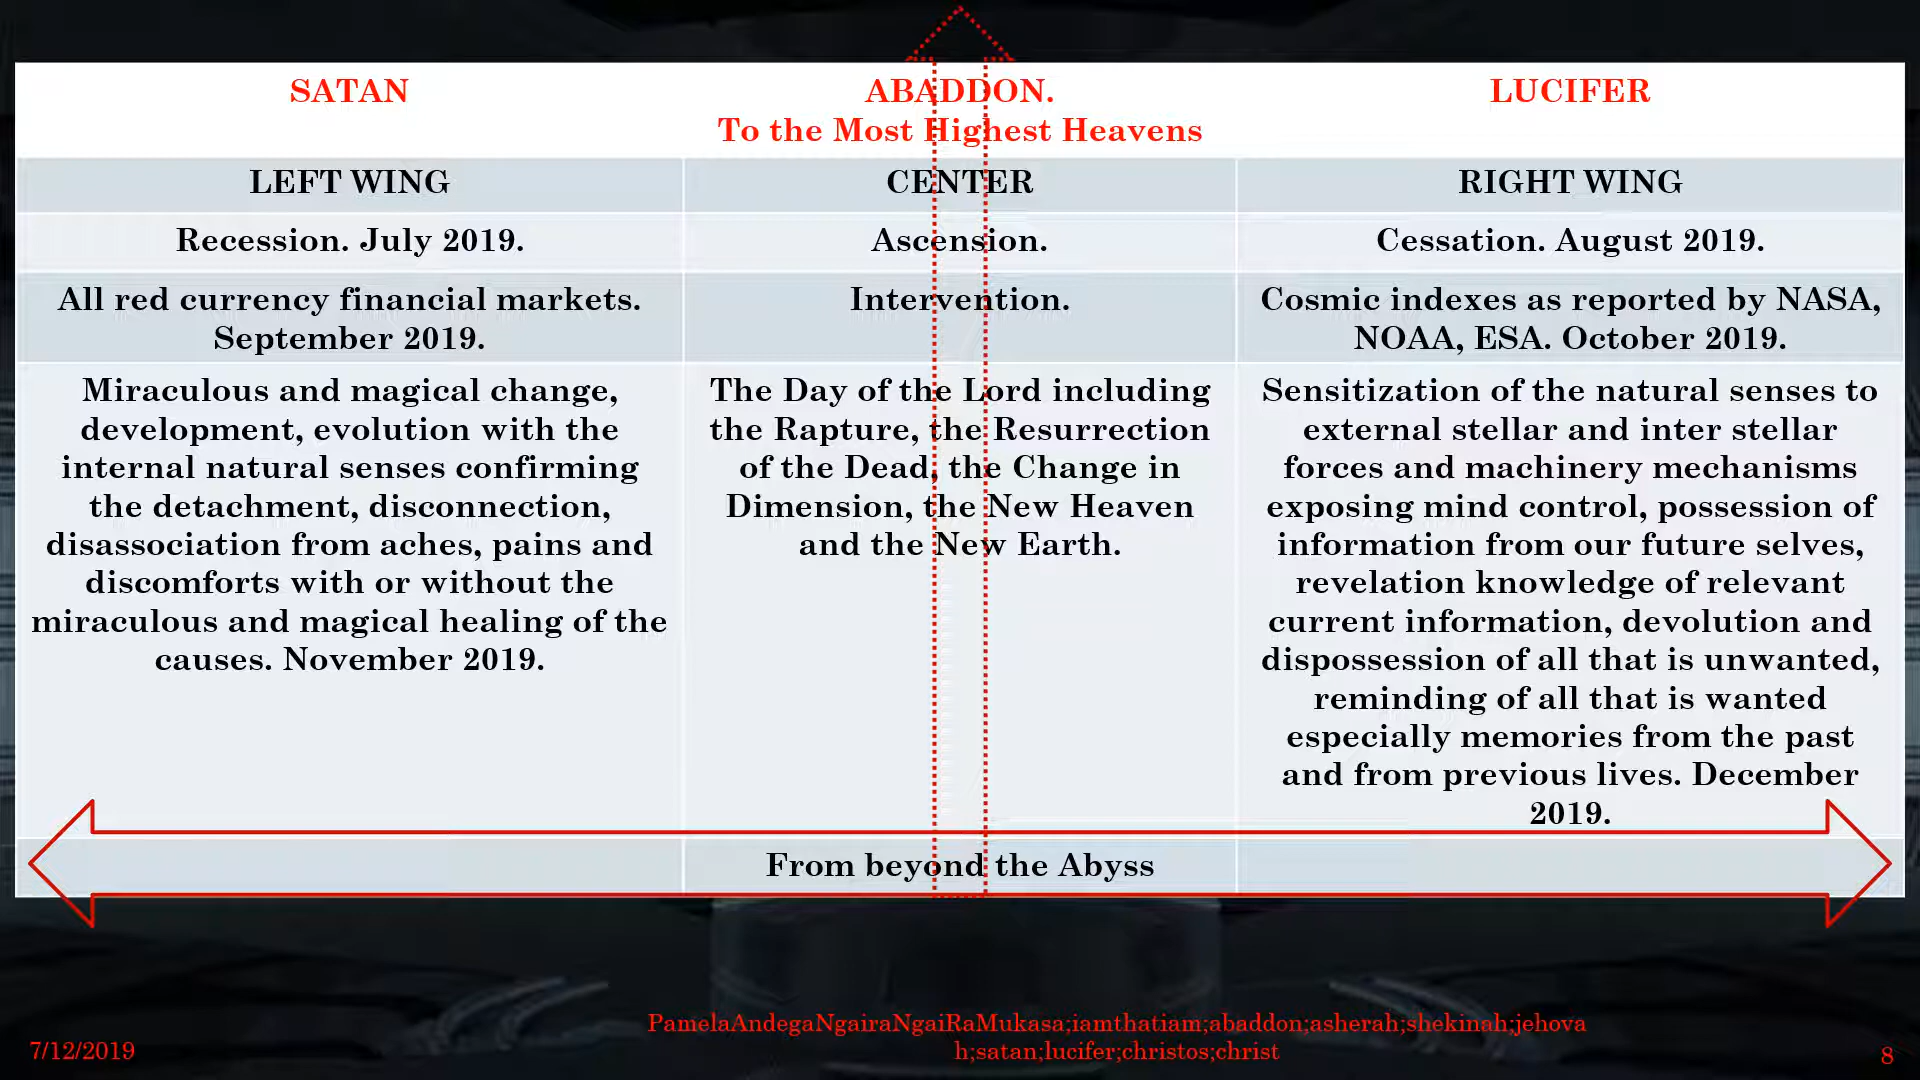 SATAN
ABADDON.
To the Most Highest Heavens
LUCIFER
LEFT WING
CENTER
RIGHT WING
Recession. July 2019.
Ascension.
Cessation. August 2019.
All red currency financial markets.
September 2019.
Intervention.
Cosmic indexes as reported by NASA,
NOAA, ESA. October 2019.
Miraculous and magical change,
development, evolution with the
internal natural senses confirming
the detachment, disconnection,
disassociation from aches, pains and
discomforts with or without the
miraculous and magical healing of the
causes. November 2019.
The Day of the Lord including
the Rapture, the Resurrection
of the Dead, the Change in
Dimension, the New Heaven
and the New Earth.
Sensitization of the natural senses to
external stellar and inter stellar
forces and machinery mechanisms
exposing mind control, possession of
information from our future selves,
revelation knowledge of relevant
current information, devolution and
dispossession of all that is unwanted,
reminding of all that is wanted
especially memories from the past
and from previous lives. December
2019.
From beyond the Abyss
7/12/2019
PamelaAndegaNgairaNgaiRaMukasa;iamthatiam;abaddon;asherah;shekinah;jehova
h;satan;lucifer;christos;christ
8